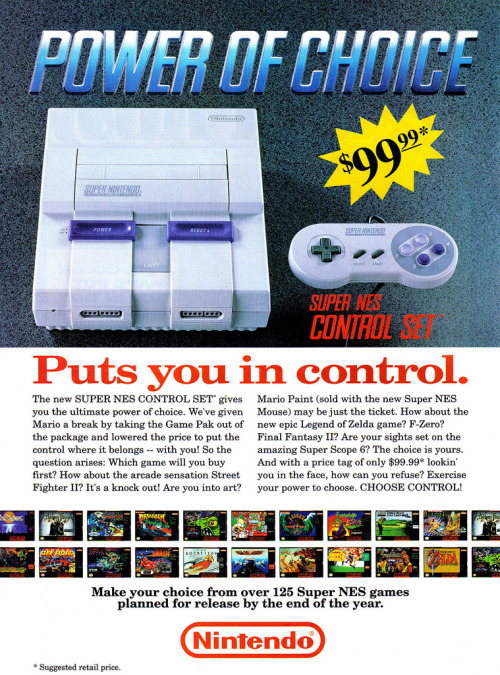 POWER OF CHOICE
$99 99*
Nintendo
SUPER NINTENDO
POWER
RESET
EJECT
SUPER NINTENDO
SELECT START
SUPER NES
CONTROL SET™
Puts you in control.
The new SUPER NES CONTROL SET™ gives
you the ultimate power of choice. We've given
Mario a break by taking the Game Pak out of
the package and lowered the price to put the
control where it belongs -- with you! So the
question arises: Which game will you buy
first? How about the arcade sensation Street
Fighter II? It's a knock out! Are you into art?
Mario Paint (sold with the new Super NES
Mouse) may be just the ticket. How about the
new epic Legend of Zelda game? F-Zero?
Final Fantasy II? Are your sights set on the
amazing Super Scope 6? The choice is yours.
And with a price tag of only $99.99* lookin'
you in the face, how can you refuse? Exercise
your power to choose. CHOOSE CONTROL!
OFF ROAD
ZELDA
Make your choice from over 125 Super NES games
planned for release by the end of the year.
Nintendo®
* Suggested retail price.